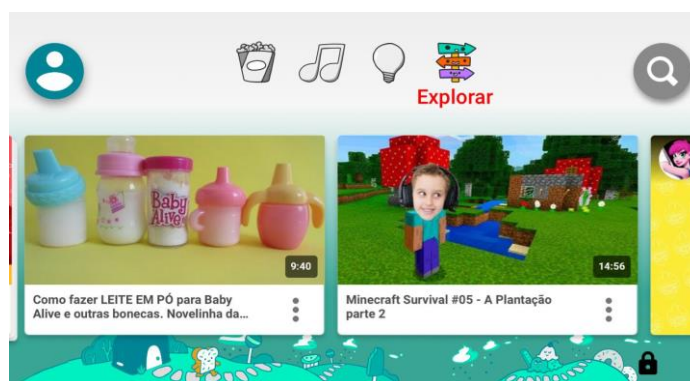 Explorar
Baby
Alive
9:40
14:56
Como fazer LEITE EM PÓ para Baby
Alive e outras bonecas. Novelinha da...
Minecraft Survival #05 - A Plantação
parte 2